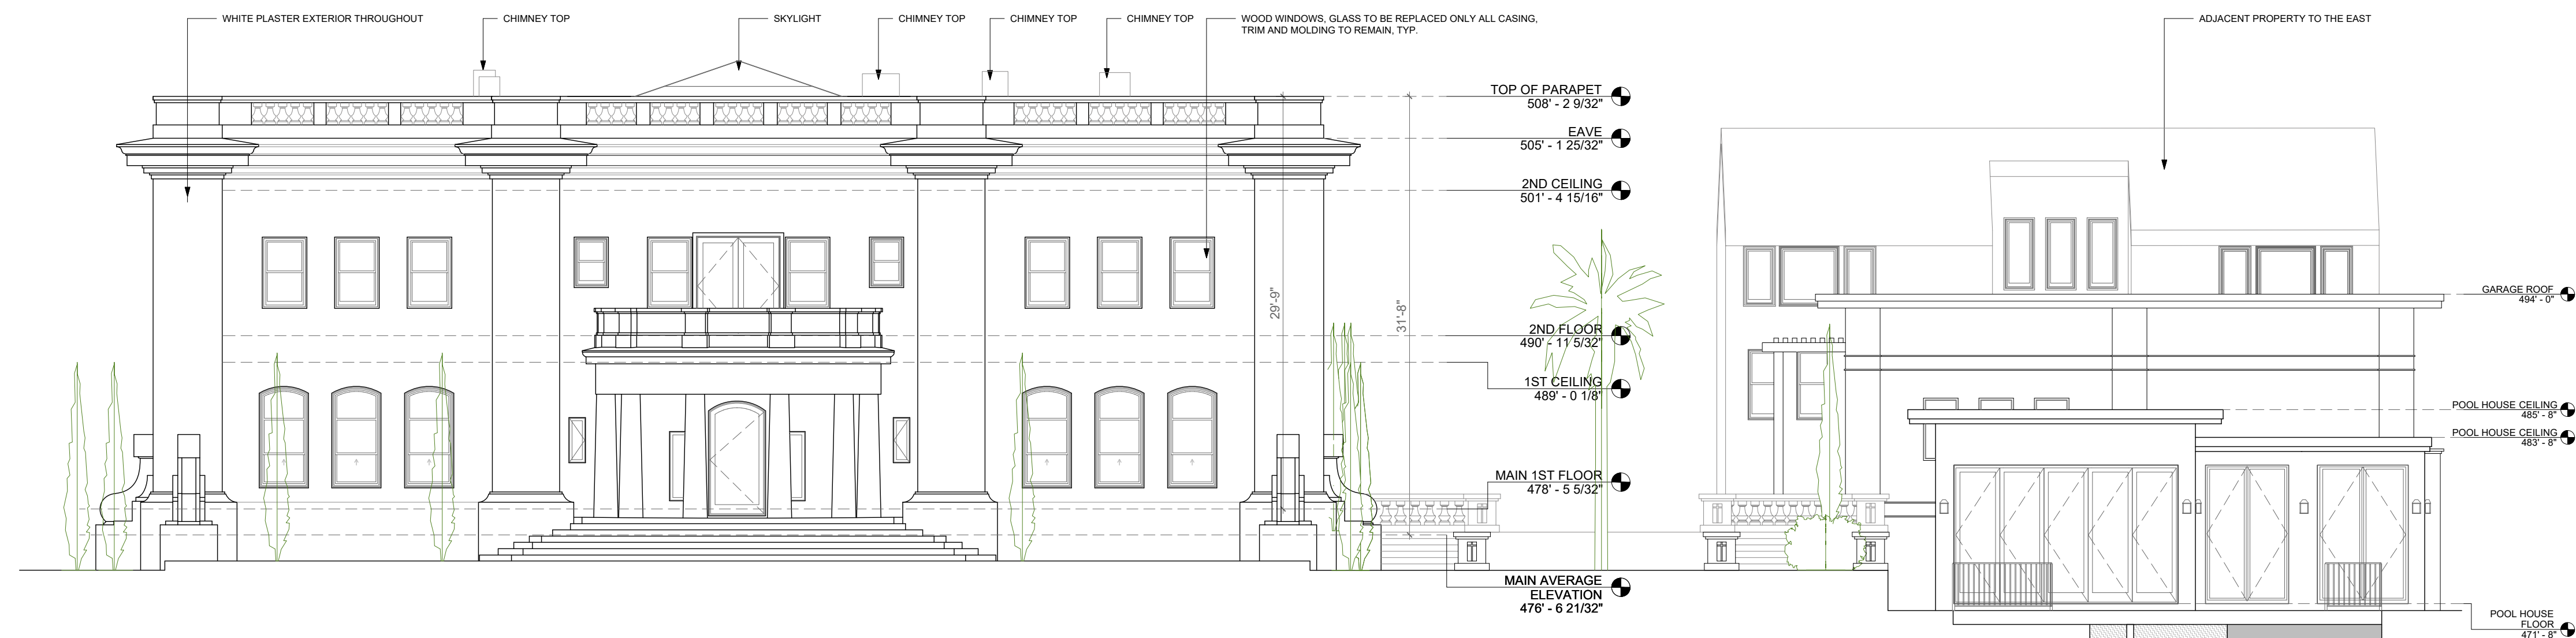 WHITE PLASTER EXTERIOR THROUGHOUT
CHIMNEY TOP
SKYLIGHT
CHIMNEY TOP
CHIMNEY TOP
CHIMNEY TOP
WOOD WINDOWS, GLASS TO BE REPLACED ONLY ALL CASING,
TRIM AND MOLDING TO REMAIN, TYP.
ADJACENT PROPERTY TO THE EAST
TOP OF PARAPET
508' - 2 9/32"
EAVE
505' - 1 25/32"
2ND CEILING
501' - 4 15/16"
29'-9"
31'-8"
2ND FLOOR
490' - 11 5/32"
1ST CEILING
489' - 0 1/8"
MAIN 1ST FLOOR
478' - 5 5/32"
MAIN AVERAGE
ELEVATION
476' - 6 21/32"
GARAGE ROOF
494' - 0"
POOL HOUSE CEILING
485' - 8"
POOL HOUSE CEILING
483' - 8"
POOL HOUSE
FLOOR
471' - 8"